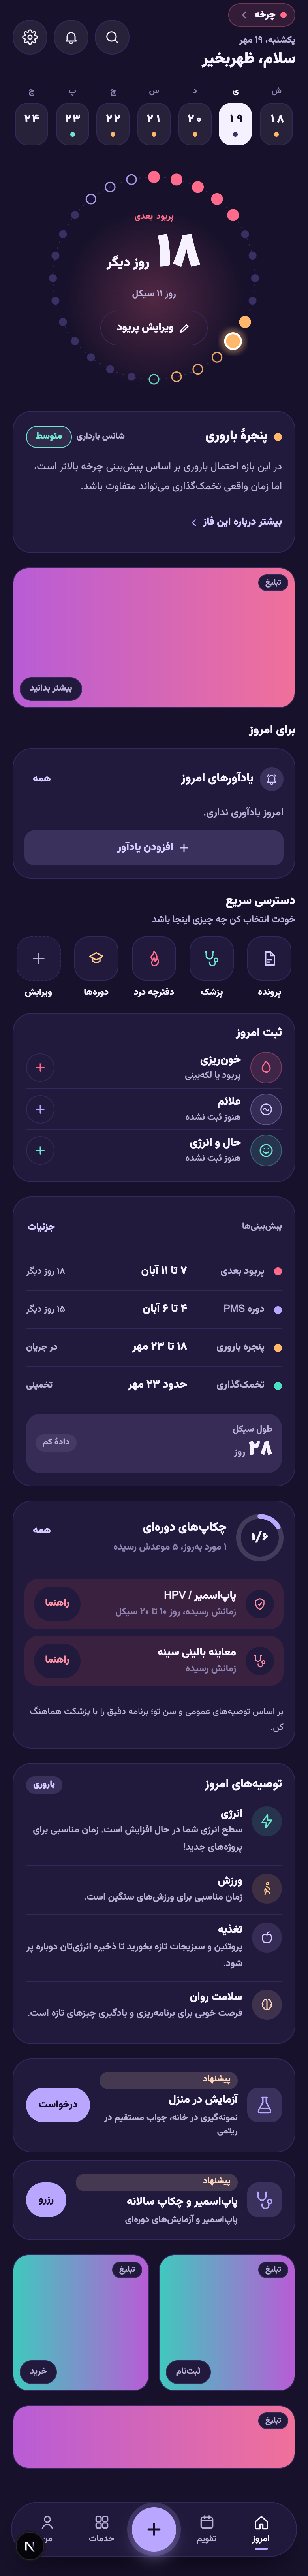 چرخه
یکشنبه، ۱۹ مهر
سلام، ظهربخیر
ش ی د س چ پ ج
۱۸ ۱۹ ۲۰ ۲۱ ۲۲ ۲۳ ۲۴
پریود بعدی
۱۸ روز دیگر
روز ۱۱ سیکل
ویرایش پریود
پنجرهٔ باروری
شانس بارداری متوسط
در این بازه احتمال باروری بر اساس پیش‌بینی چرخه بالاتر است،
اما زمان واقعی تخمک‌گذاری می‌تواند متفاوت باشد.
بیشتر درباره این فاز
تبلیغ
بیشتر بدانید
برای امروز
یادآورهای امروز
همه
امروز یادآوری نداری.
افزودن یادآور
دسترسی سریع
خودت انتخاب کن چه چیزی اینجا باشد
پرونده پزشک دفترچه درد دوره‌ها ویرایش
ثبت امروز
خون‌ریزی
پریود یا لکه‌بینی
علائم
هنوز ثبت نشده
حال و انرژی
هنوز ثبت نشده
پیش‌بینی‌ها
جزئیات
پریود بعدی ۷ تا ۱۱ آبان ۱۸ روز دیگر
دوره PMS ۴ تا ۶ آبان ۱۵ روز دیگر
پنجره باروری ۱۸ تا ۲۳ مهر در جریان
تخمک‌گذاری حدود ۲۳ مهر تخمینی
طول سیکل
۲۸ روز
دادهٔ کم
۱/۶
چکاپ‌های دوره‌ای
همه
۱ مورد به‌روز، ۵ موعدش رسیده
پاپ‌اسمیر / HPV
زمانش رسیده، روز ۱۰ تا ۲۰ سیکل
راهنما
معاینه بالینی سینه
زمانش رسیده
راهنما
بر اساس توصیه‌های عمومی و سن تو؛ برنامه دقیق را با پزشکت هماهنگ
کن.
توصیه‌های امروز
باروری
انرژی
سطح انرژی شما در حال افزایش است. زمان مناسبی برای
پروژه‌های جدید!
ورزش
زمان مناسبی برای ورزش‌های سنگین است.
تغذیه
پروتئین و سبزیجات تازه بخورید تا ذخیره انرژی‌تان دوباره پر
شود.
سلامت روان
فرصت خوبی برای برنامه‌ریزی و یادگیری چیزهای تازه است.
پیشنهاد
آزمایش در منزل
نمونه‌گیری در خانه، جواب مستقیم در
ریتمی
درخواست
پیشنهاد
پاپ‌اسمیر و چکاپ سالانه
پاپ‌اسمیر و آزمایش‌های دوره‌ای
رزرو
تبلیغ
ثبت‌نام
تبلیغ
خرید
تبلیغ
امروز تقویم خدمات من
N